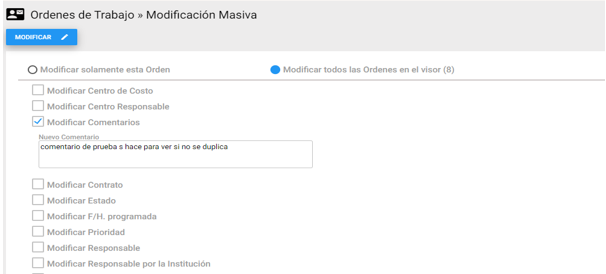 Ordenes de Trabajo » Modificación Masiva
MODIFICAR
Modificar solamente esta Orden
Modificar todos las Ordenes en el visor (8)
Modificar Centro de Costo
Modificar Centro Responsable
Modificar Comentarios
Nuevo Comentario
comentario de prueba s hace para ver si no se duplica
Modificar Contrato
Modificar Estado
Modificar F/H. programada
Modificar Prioridad
Modificar Responsable
Modificar Responsable por la Institución